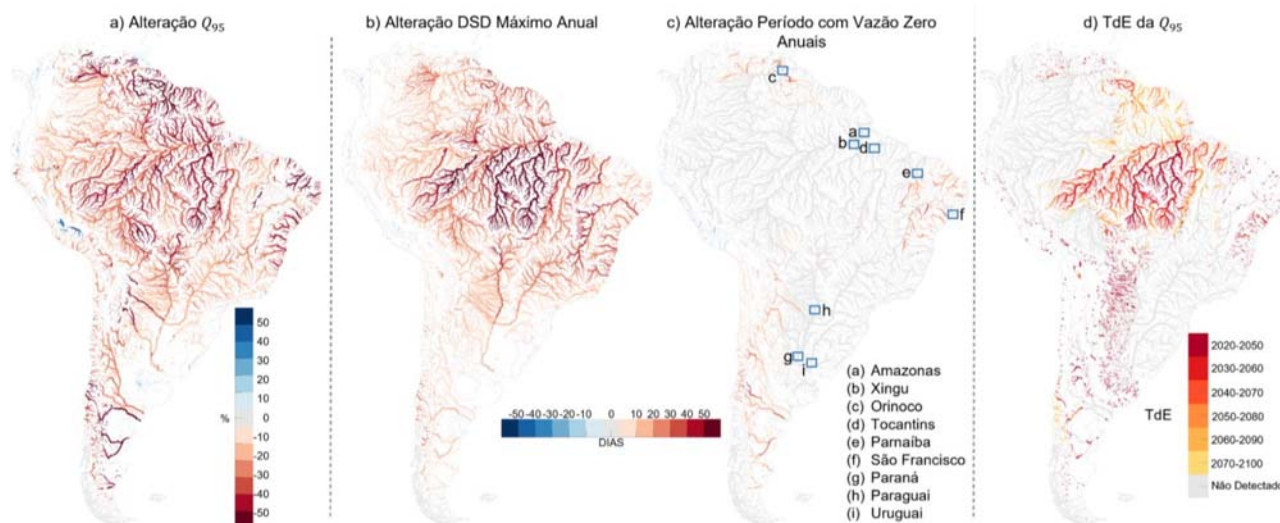 a) Alteração Q95
b) Alteração DSD Máximo Anual
c) Alteração Período com Vazão Zero
Anuais
d) TdE da Q95
c
a
b
d
e
f
h
g
i
50
40
30
20
10
0
-10
-20
-30
-40
-50
%
-50 -40 -30 -20 -10 0 10 20 30 40 50
DIAS
(a) Amazonas
(b) Xingu
(c) Orinoco
(d) Tocantins
(e) Parnaíba
(f) São Francisco
(g) Paraná
(h) Paraguai
(i) Uruguai
TdE
2020-2050
2030-2060
2040-2070
2050-2080
2060-2090
2070-2100
Não Detectado